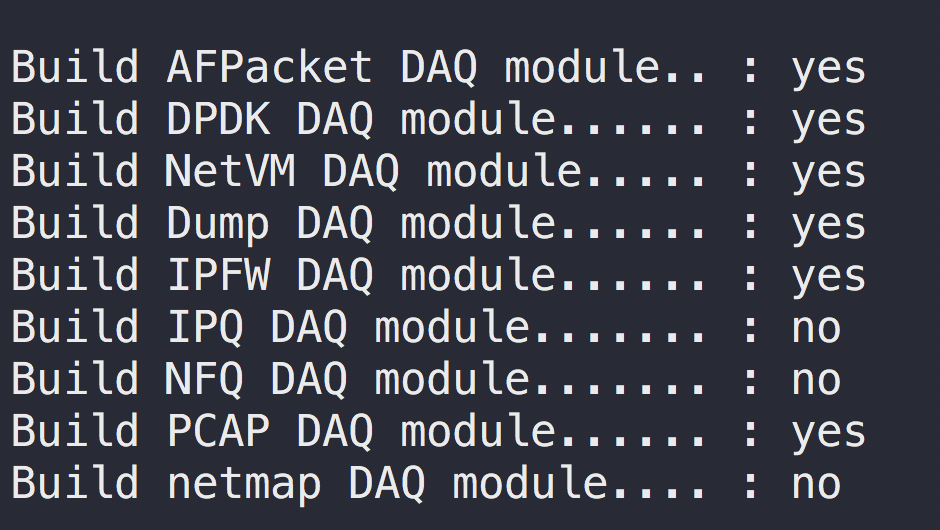 Build AFPacket DAQ module.. : yes
Build DPDK DAQ module...... : yes
Build NetVM DAQ module..... : yes
Build Dump DAQ module...... : yes
Build IPFW DAQ module...... : yes
Build IPQ DAQ module....... : no
Build NFQ DAQ module....... : no
Build PCAP DAQ module...... : yes
Build netmap DAQ module.... : no